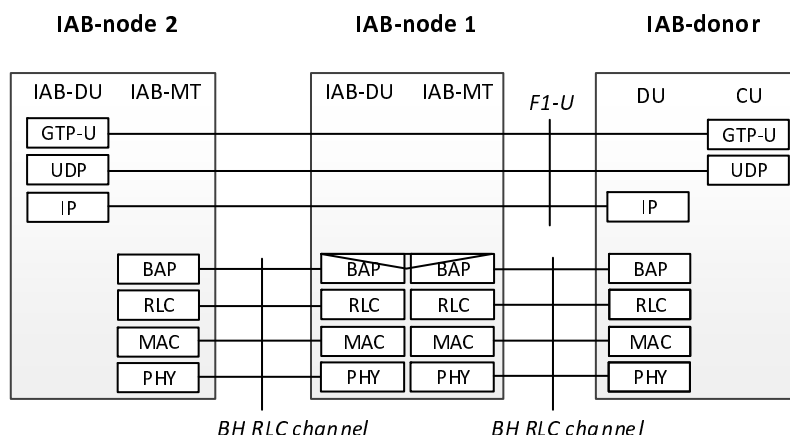 IAB-node 2 IAB-node 1 IAB-donor
IAB-DU IAB-MT IAB-DU IAB-MT F1-U DU CU
GTP-U GTP-U
UDP UDP
IP IP
BAP BAP BAP BAP
RLC RLC RLC RLC
MAC MAC MAC MAC
PHY PHY PHY PHY
BH RLC channel BH RLC channel